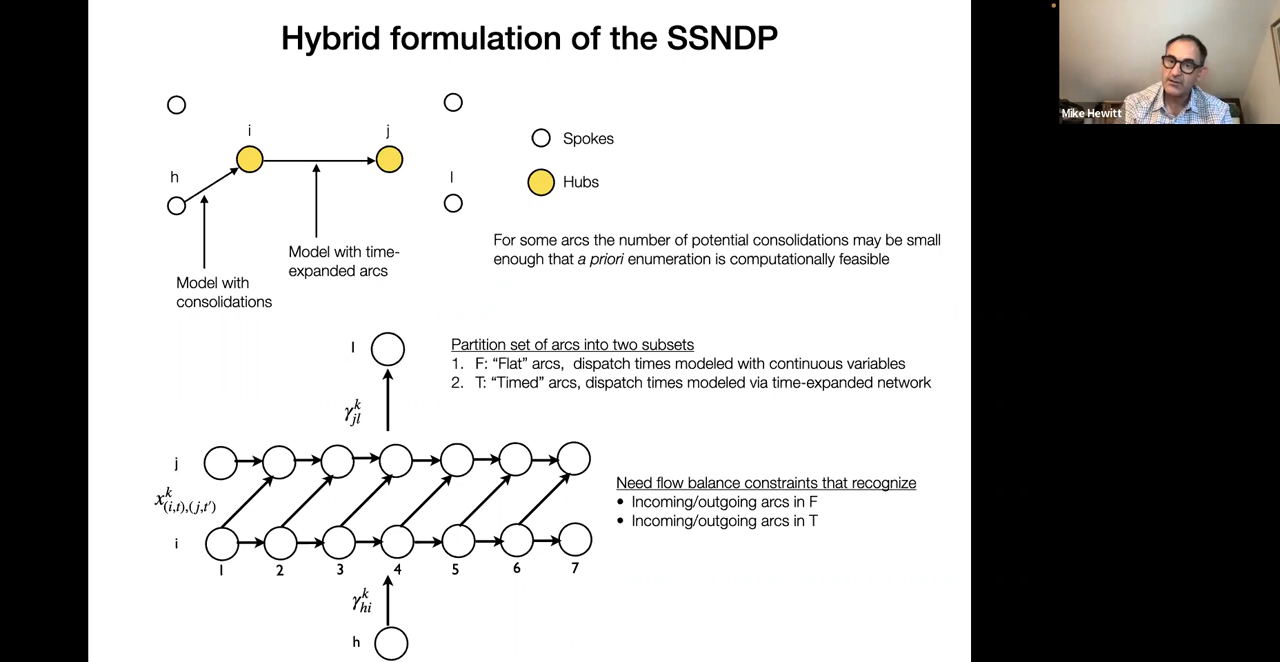 Hybrid formulation of the SSNDP
i
j
h
l
Spokes
Hubs
Model with time-
expanded arcs
Model with
consolidations
For some arcs the number of potential consolidations may be small
enough that a priori enumeration is computationally feasible
l
γ^k_{jl}
Partition set of arcs into two subsets
1. F: “Flat” arcs, dispatch times modeled with continuous variables
2. T: “Timed” arcs, dispatch times modeled via time-expanded network
j
x^k_{(i,t),(j,t')}
i
1 2 3 4 5 6 7
γ^k_{hi}
h
Need flow balance constraints that recognize
• Incoming/outgoing arcs in F
• Incoming/outgoing arcs in T
Mike Hewitt